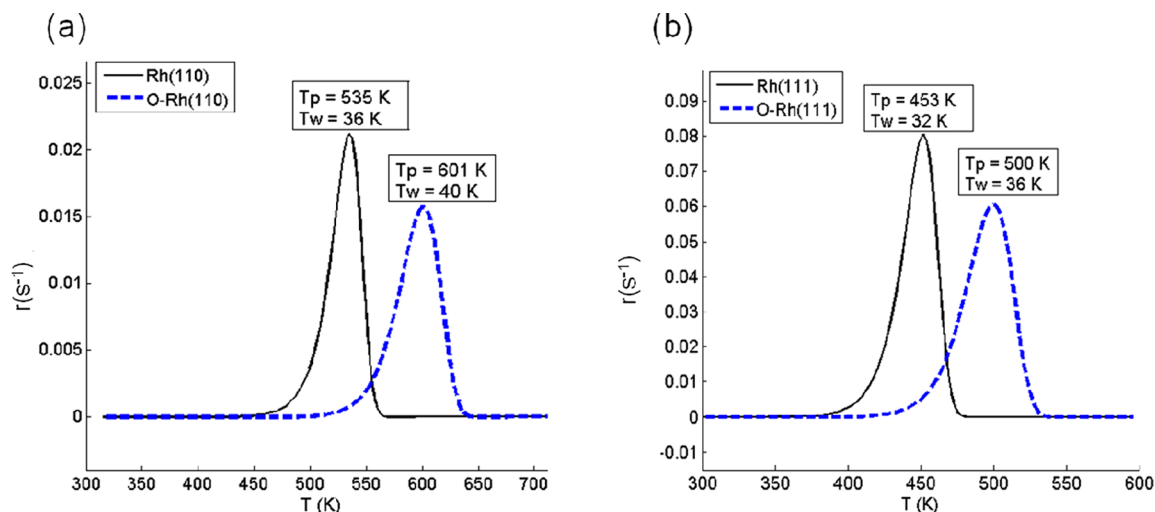 (a)
Rh(110)
O-Rh(110)
Tp = 535 K
Tw = 36 K
Tp = 601 K
Tw = 40 K
0.025
0.02
0.015
0.01
0.005
0
r(s⁻¹)
300 350 400 450 500 550 600 650 700
T (K)
(b)
Rh(111)
O-Rh(111)
Tp = 453 K
Tw = 32 K
Tp = 500 K
Tw = 36 K
0.09
0.08
0.07
0.06
0.05
0.04
0.03
0.02
0.01
0
-0.01
r(s⁻¹)
300 350 400 450 500 550 600
T (K)